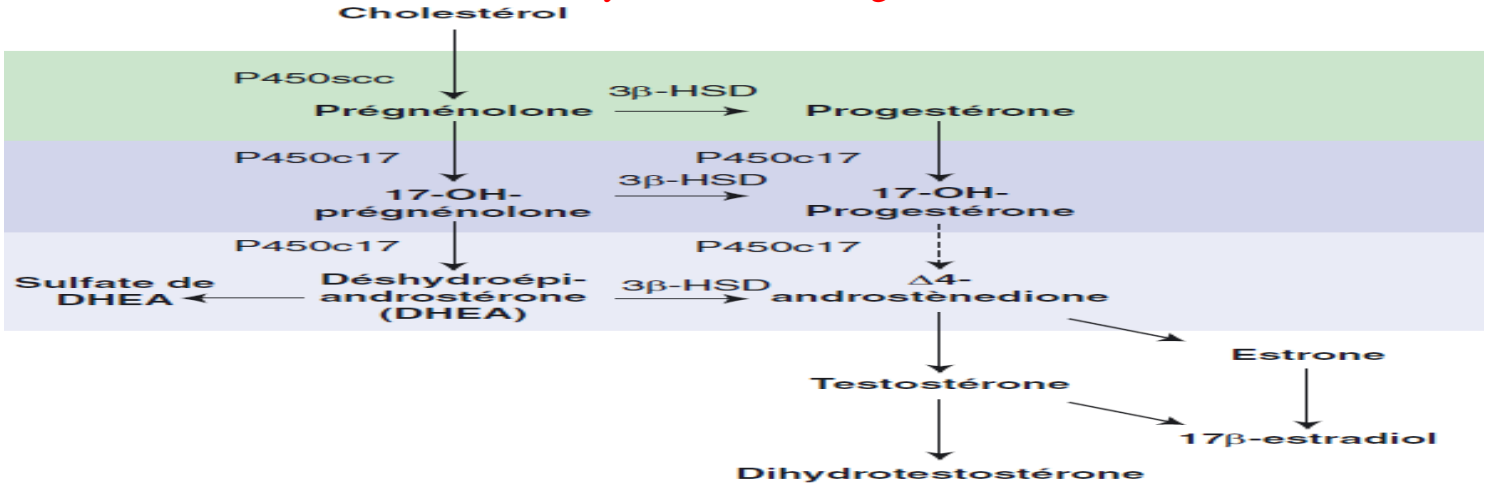 Cholestérol
P450scc
3β-HSD
Prégnénolone
Progestérone
P450c17
P450c17
3β-HSD
17-OH-
prégnénolone
17-OH-
Progestérone
P450c17
P450c17
Sulfate de
DHEA
Déshydroépi-
androstérone
(DHEA)
3β-HSD
Δ4-
androstènedione
Estrone
Testostérone
17β-estradiol
Dihydrotestostérone